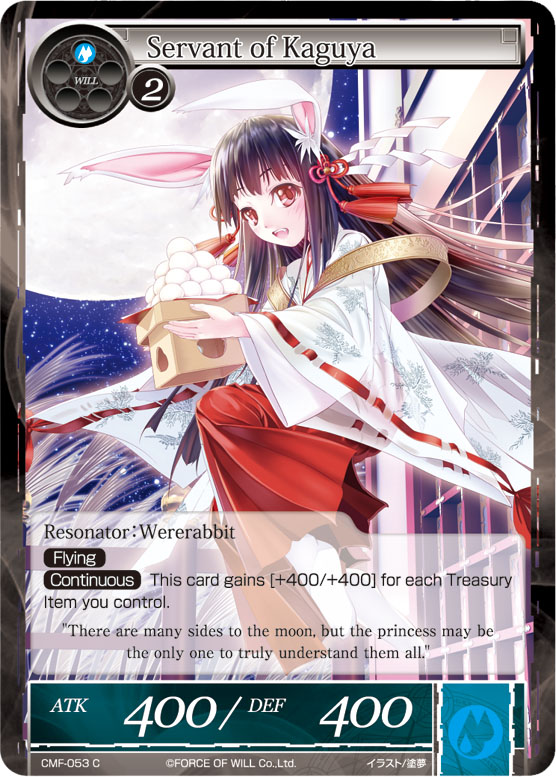 Servant of Kaguya
WILL
2
Resonator：Wererabbit
Flying
Continuous This card gains [+400/+400] for each Treasury
Item you control.
"There are many sides to the moon, but the princess may be
the only one to truly understand them all."
ATK 400 / DEF 400
CMF-053 C ©FORCE OF WILL Co.,Ltd. イラスト/塗夢